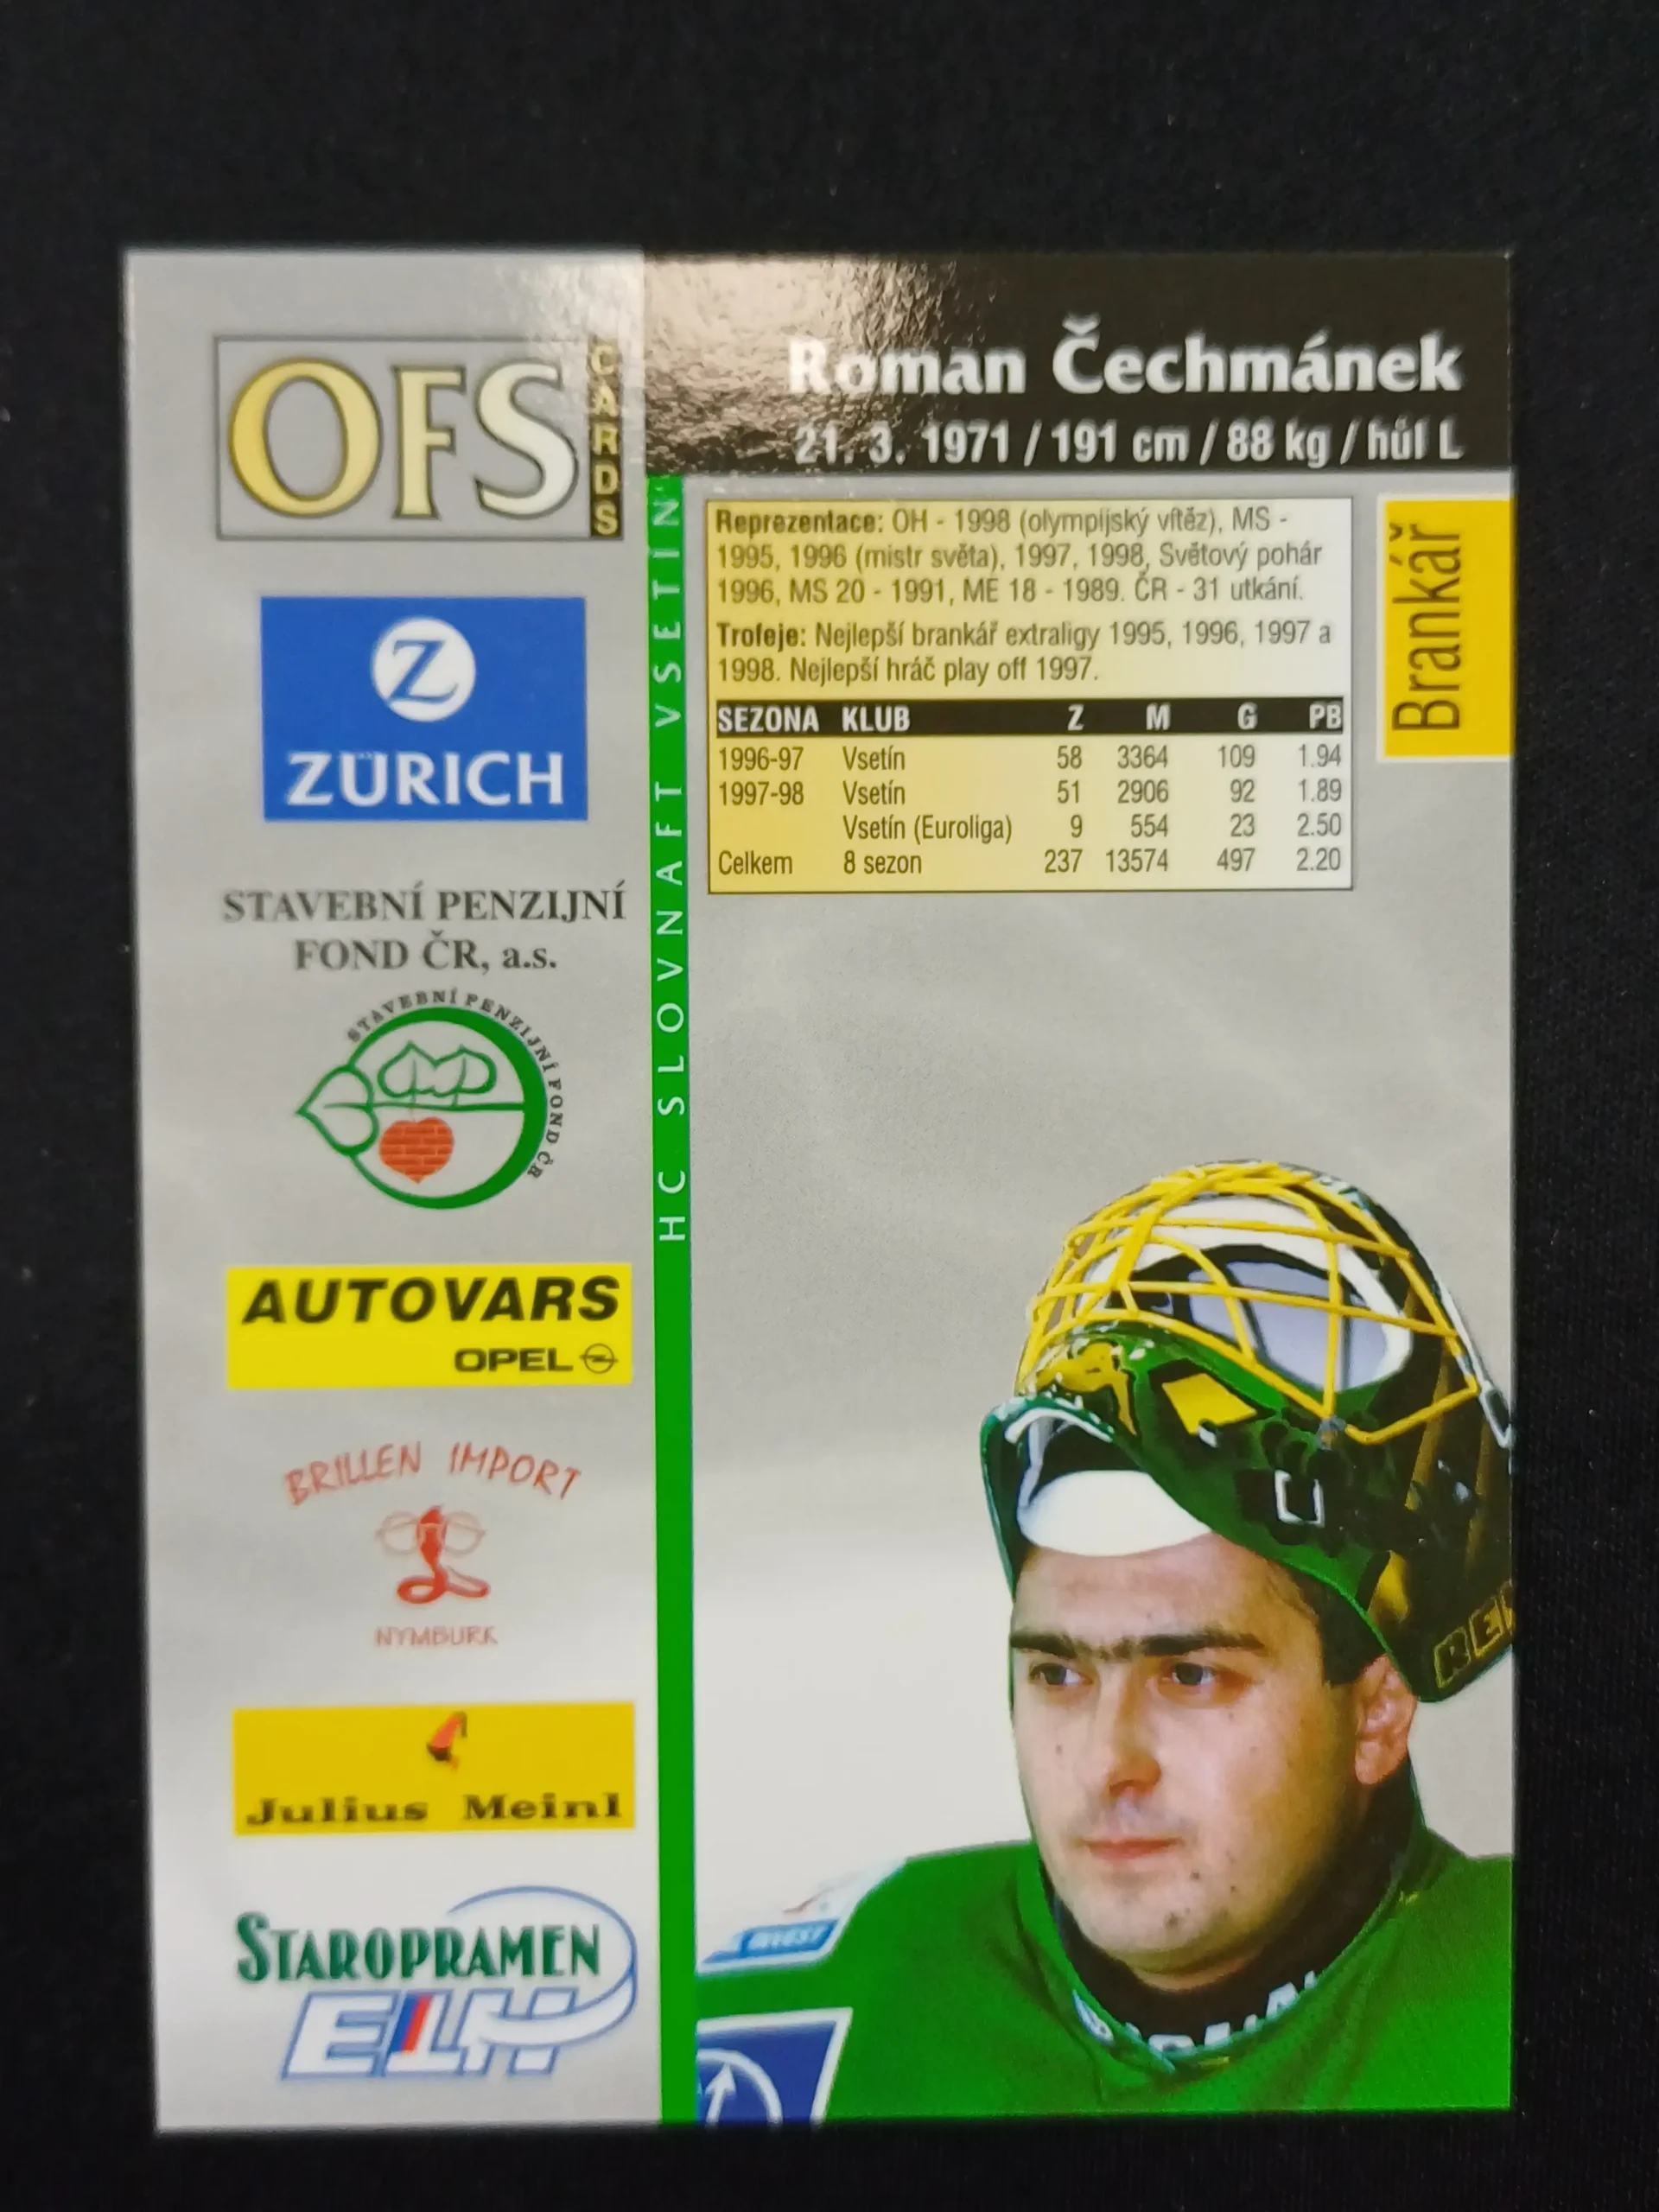 OFS
CARDS
Roman Čechmánek
21. 3. 1971 / 191 cm / 88 kg / hůl L
Brankář
Reprezentace: OH - 1998 (olympijský vítěz), MS -
1995, 1996 (mistr světa), 1997, 1998, Světový pohár
1996, MS 20 - 1991, ME 18 - 1989. ČR - 31 utkání.
Trofeje: Nejlepší brankář extraligy 1995, 1996, 1997 a
1998. Nejlepší hráč play off 1997.
SEZONA KLUB Z M G PB
1996-97 Vsetín 58 3364 109 1.94
1997-98 Vsetín 51 2906 92 1.89
Vsetín (Euroliga) 9 554 23 2.50
Celkem 8 sezon 237 13574 497 2.20
HC SLOVNAFT VSETÍN
Z
ZÜRICH
STAVEBNÍ PENZIJNÍ
FOND ČR, a.s.
STAVEBNÍ PENZIJNÍ FOND ČR
AUTOVARS
OPEL
BRILLEN IMPORT
NYMBURK
Julius Meinl
STAROPRAMEN
ELH
INVEST